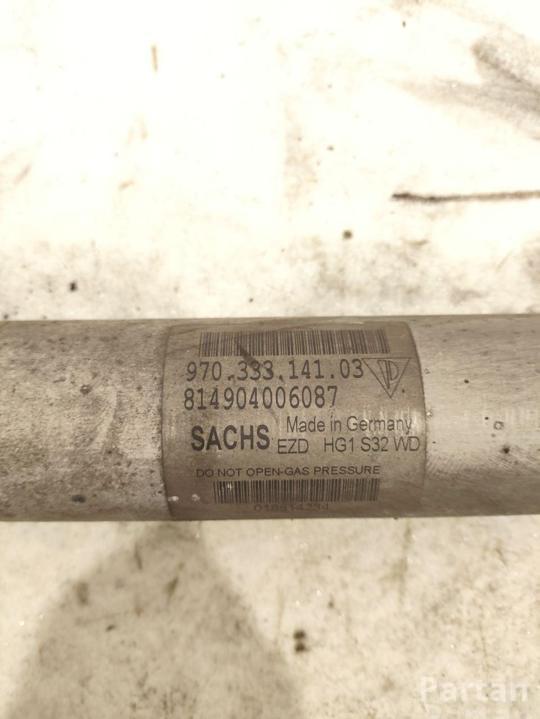 970.333.141.03
814904006087
SACHS Made in Germany
EZD HG1 S32 WD
DO NOT OPEN-GAS PRESSURE
Partan